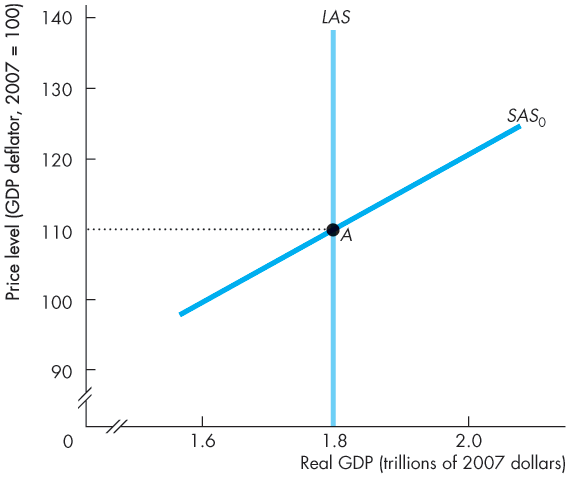 Price level (GDP deflator, 2007 = 100)
140
130
120
110
100
90
0
LAS
SAS₀
A
1.6
1.8
2.0
Real GDP (trillions of 2007 dollars)